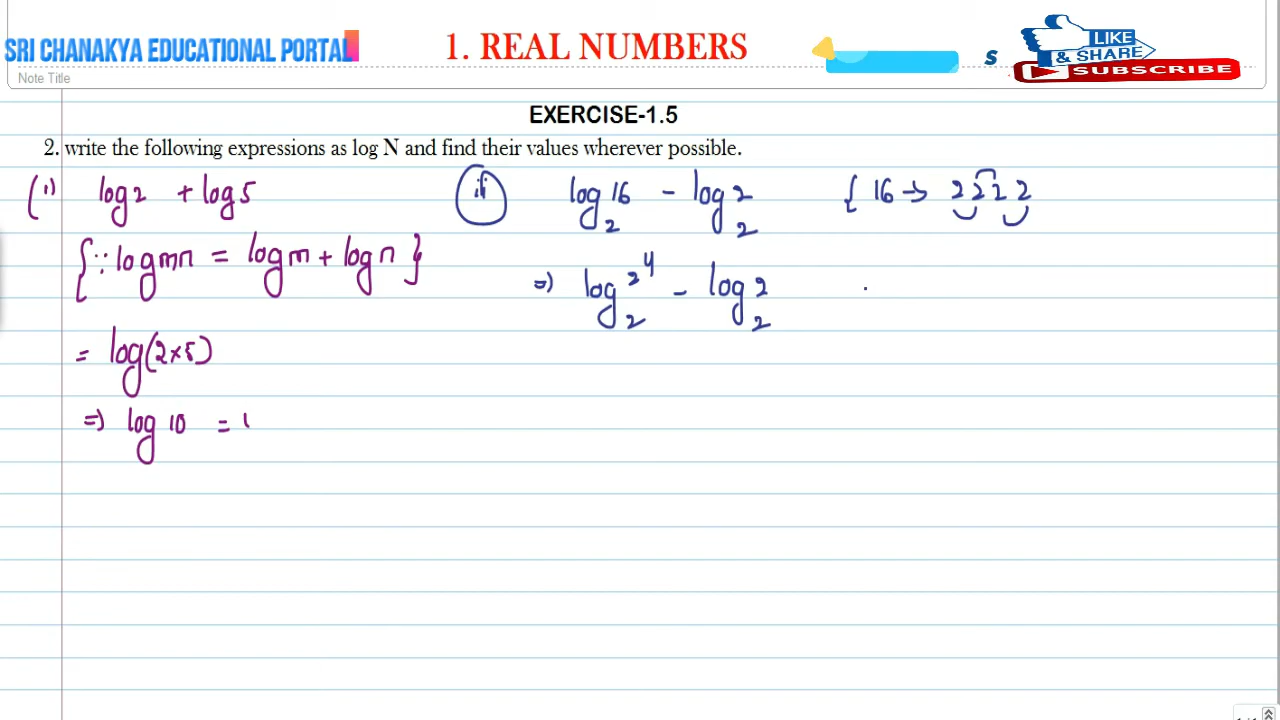 SRI CHANAKYA EDUCATIONAL PORTAL
1. REAL NUMBERS
S
LIKE
& SHARE
SUBSCRIBE
Note Title
EXERCISE-1.5
2. write the following expressions as log N and find their values wherever possible.
(i) log 2 + log 5
{∵ log mn = log m + log n}
= log(2×5)
⇒ log 10 = 1
ii log₂ 16 - log₂ 2 { 16 → 2 2 2 2
⇒ log₂ 2⁴ - log₂ 2